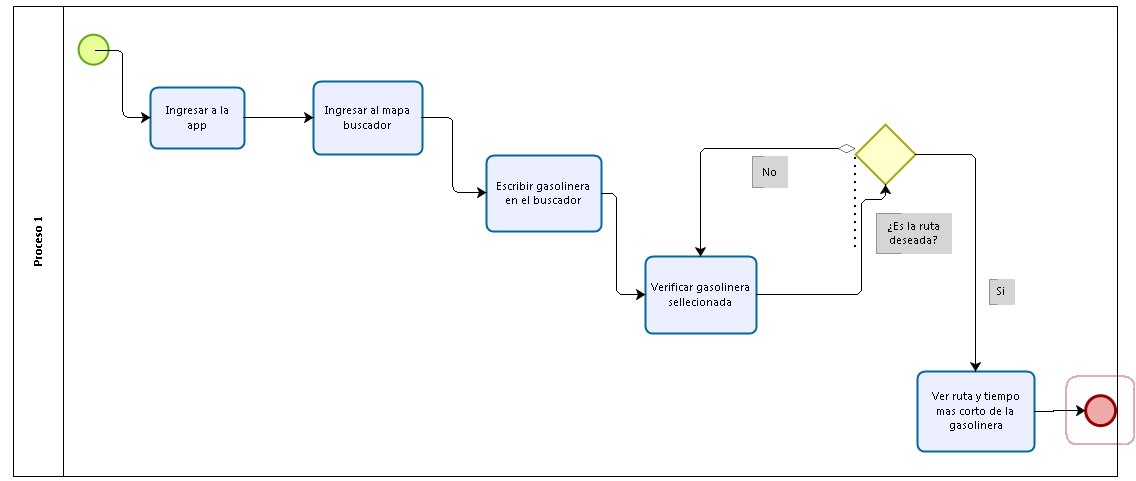 Proceso 1
Ingresar a la
app
Ingresar al mapa
buscador
Escribir gasolinera
en el buscador
Verificar gasolinera
sellecionada
No
¿Es la ruta
deseada?
Si
Ver ruta y tiempo
mas corto de la
gasolinera